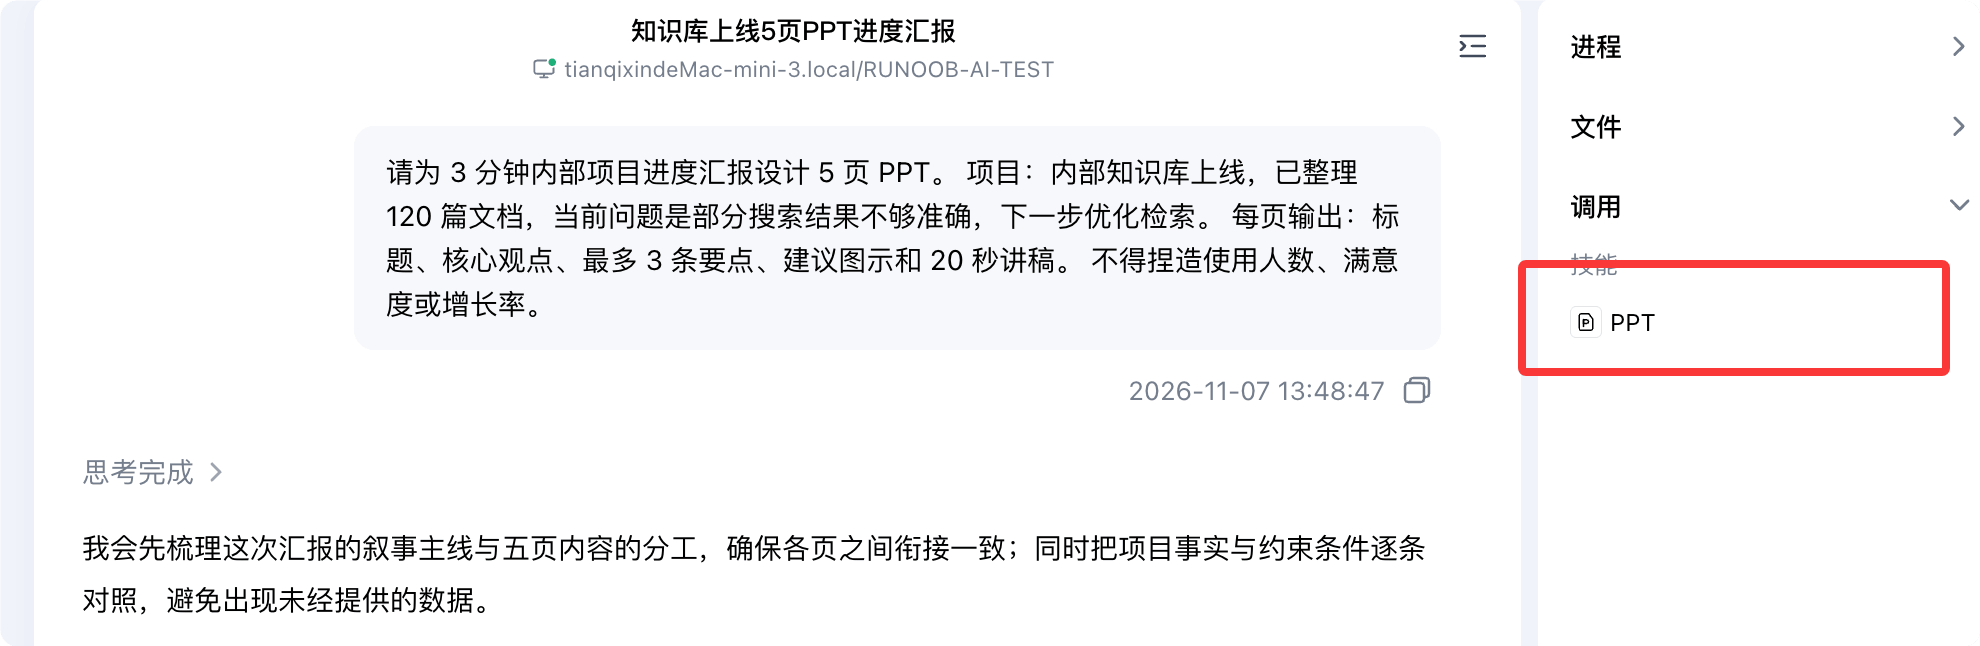 知识库上线5页PPT进度汇报
tianqixindeMac-mini-3.local/RUNOOB-AI-TEST
请为 3 分钟内部项目进度汇报设计 5 页 PPT。 项目：内部知识库上线，已整理
120 篇文档，当前问题是部分搜索结果不够准确，下一步优化检索。 每页输出：标
题、核心观点、最多 3 条要点、建议图示和 20 秒讲稿。 不得捏造使用人数、满意
度或增长率。
2026-11-07 13:48:47
思考完成
我会先梳理这次汇报的叙事主线与五页内容的分工，确保各页之间衔接一致；同时把项目事实与约束条件逐条
对照，避免出现未经提供的数据。
进程
文件
调用
技能
PPT